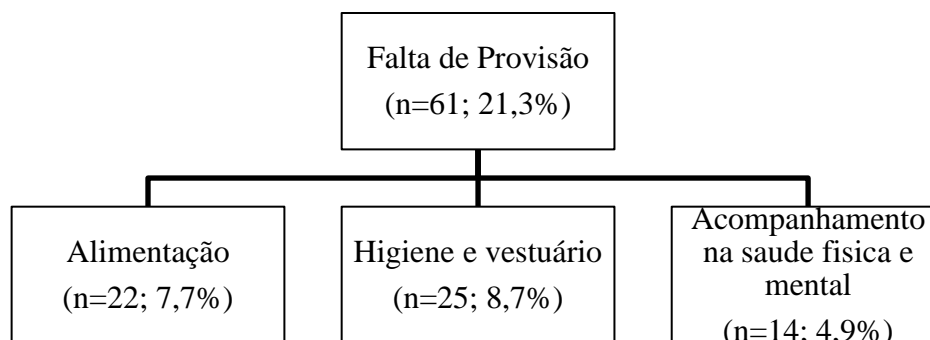 Falta de Provisão
(n=61; 21,3%)
Alimentação
(n=22; 7,7%)
Higiene e vestuário
(n=25; 8,7%)
Acompanhamento
na saude fisica e
mental
(n=14; 4,9%)